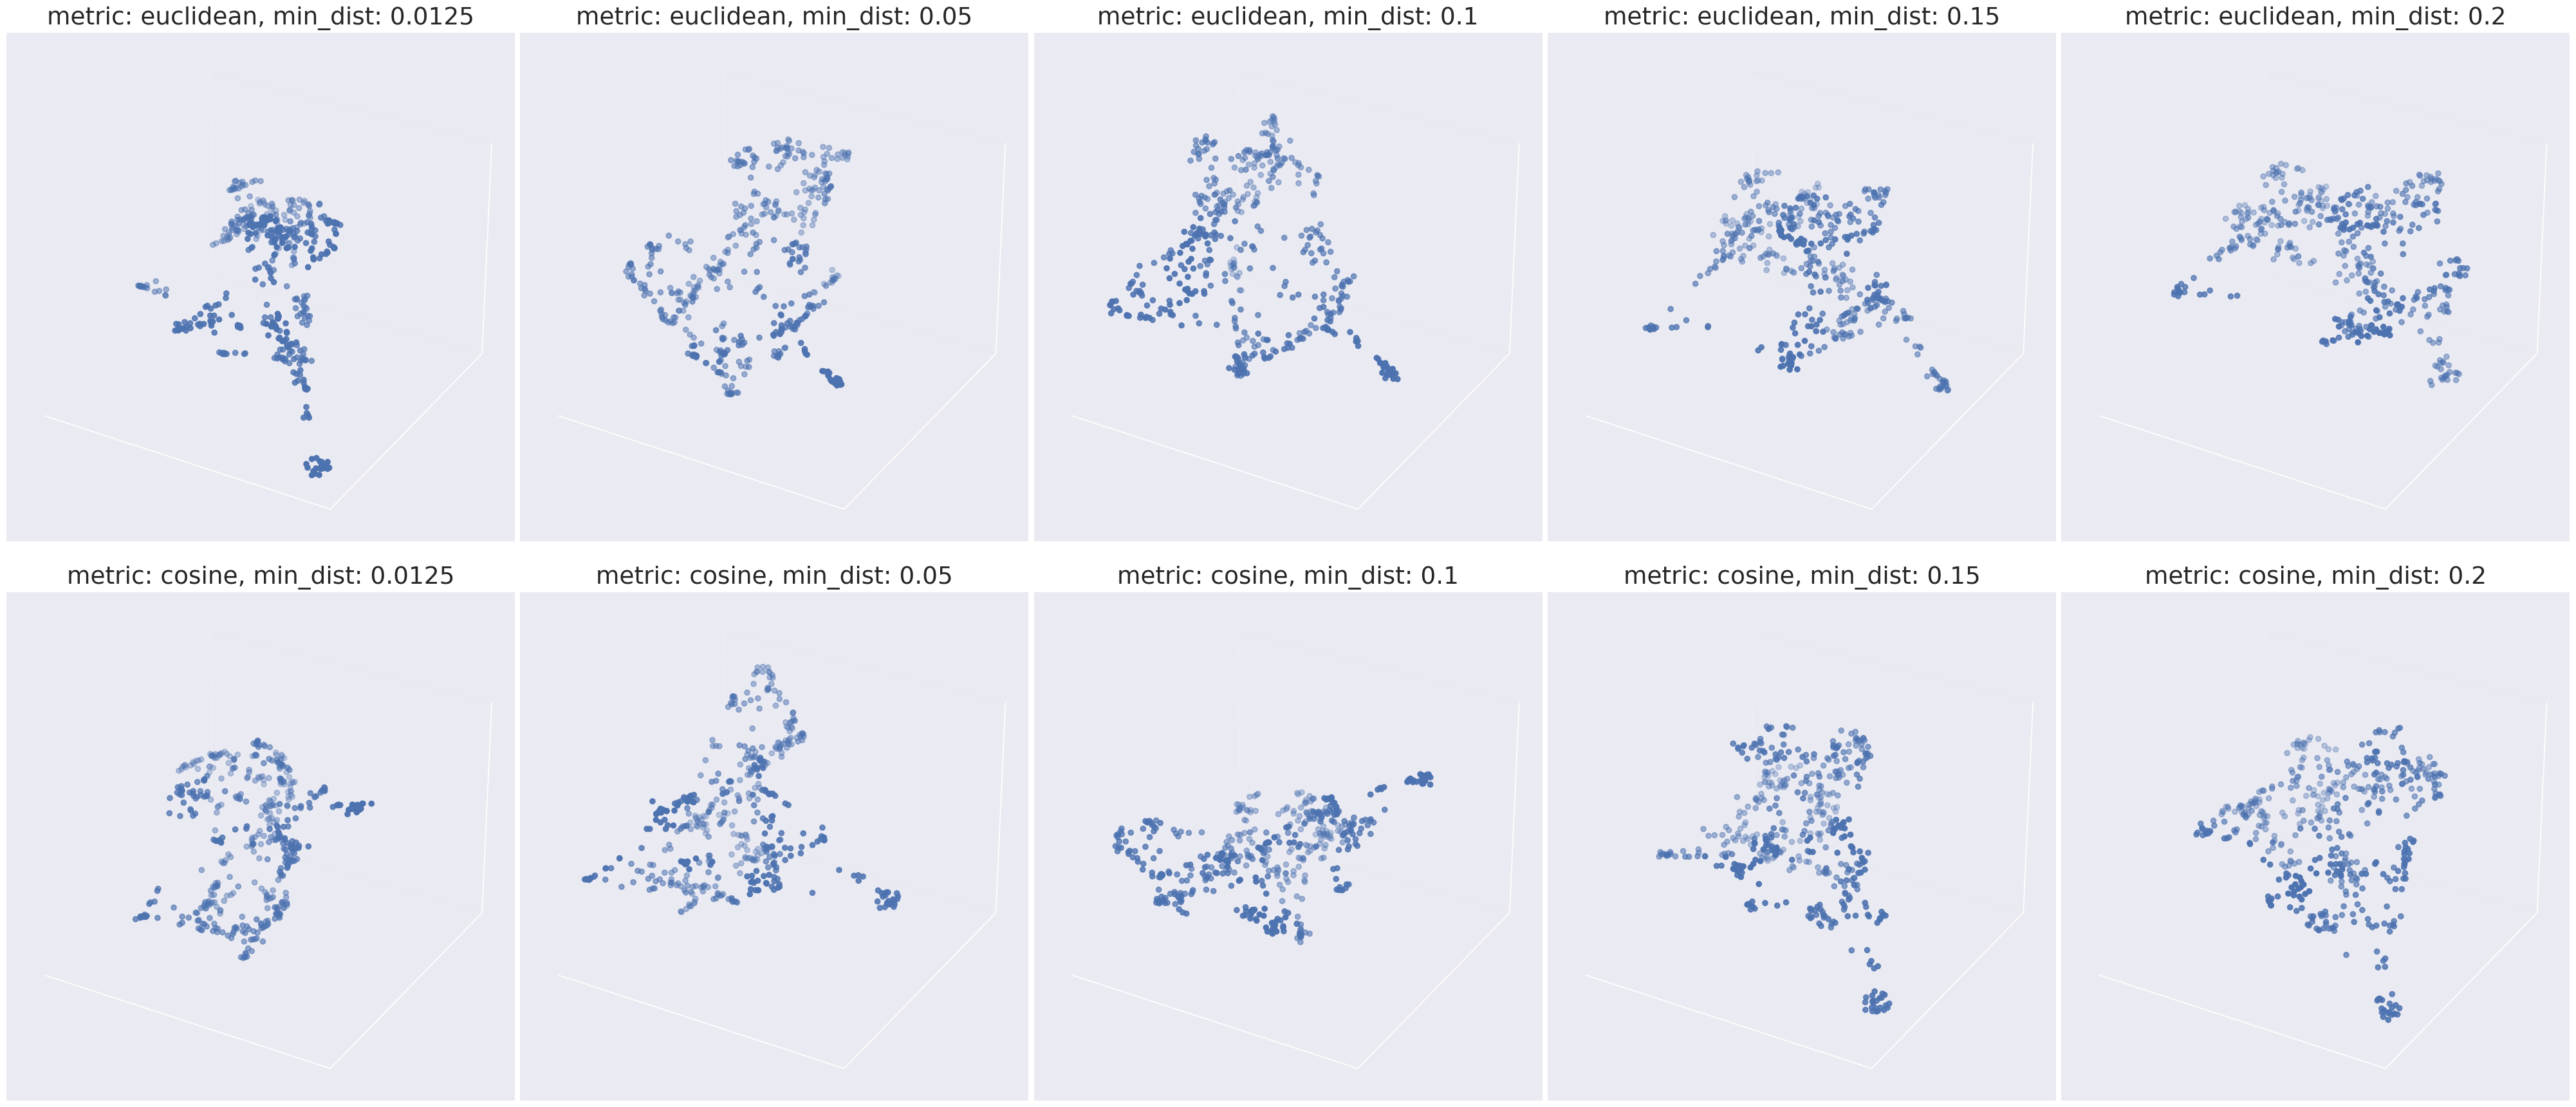 metric: euclidean, min_dist: 0.0125
metric: euclidean, min_dist: 0.05
metric: euclidean, min_dist: 0.1
metric: euclidean, min_dist: 0.15
metric: euclidean, min_dist: 0.2
metric: cosine, min_dist: 0.0125
metric: cosine, min_dist: 0.05
metric: cosine, min_dist: 0.1
metric: cosine, min_dist: 0.15
metric: cosine, min_dist: 0.2